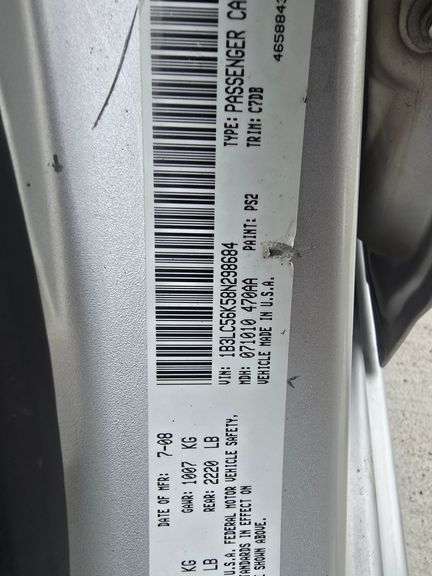 DATE OF MFR: 7-08
KG GAWR: 1007 KG
LB REAR: 2220 LB
U.S.A. FEDERAL MOTOR VEHICLE SAFETY,
STANDARDS IN EFFECT ON
SHOWN ABOVE.
VIN: 1B3LC56K58N298684
TYPE: PASSENGER CA
MDH: 071010 470AA
PAINT: PS2
TRIM: C7DB
VEHICLE MADE IN U.S.A.
4658843